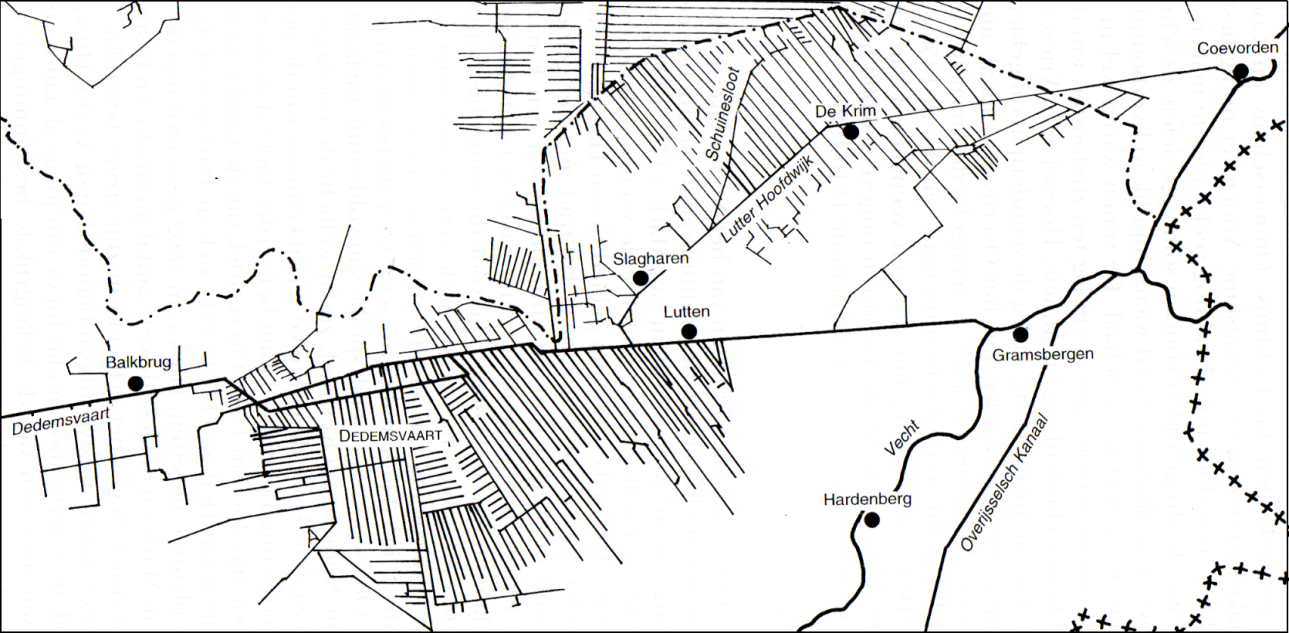 Coevorden
De Krim
Schuinesloot
Lutter Hoofdwijk
Slagharen
Lutten
Gramsbergen
Balkbrug
Dedemsvaart
DEDEMSVAART
Vecht
Overijsselsch Kanaal
Hardenberg